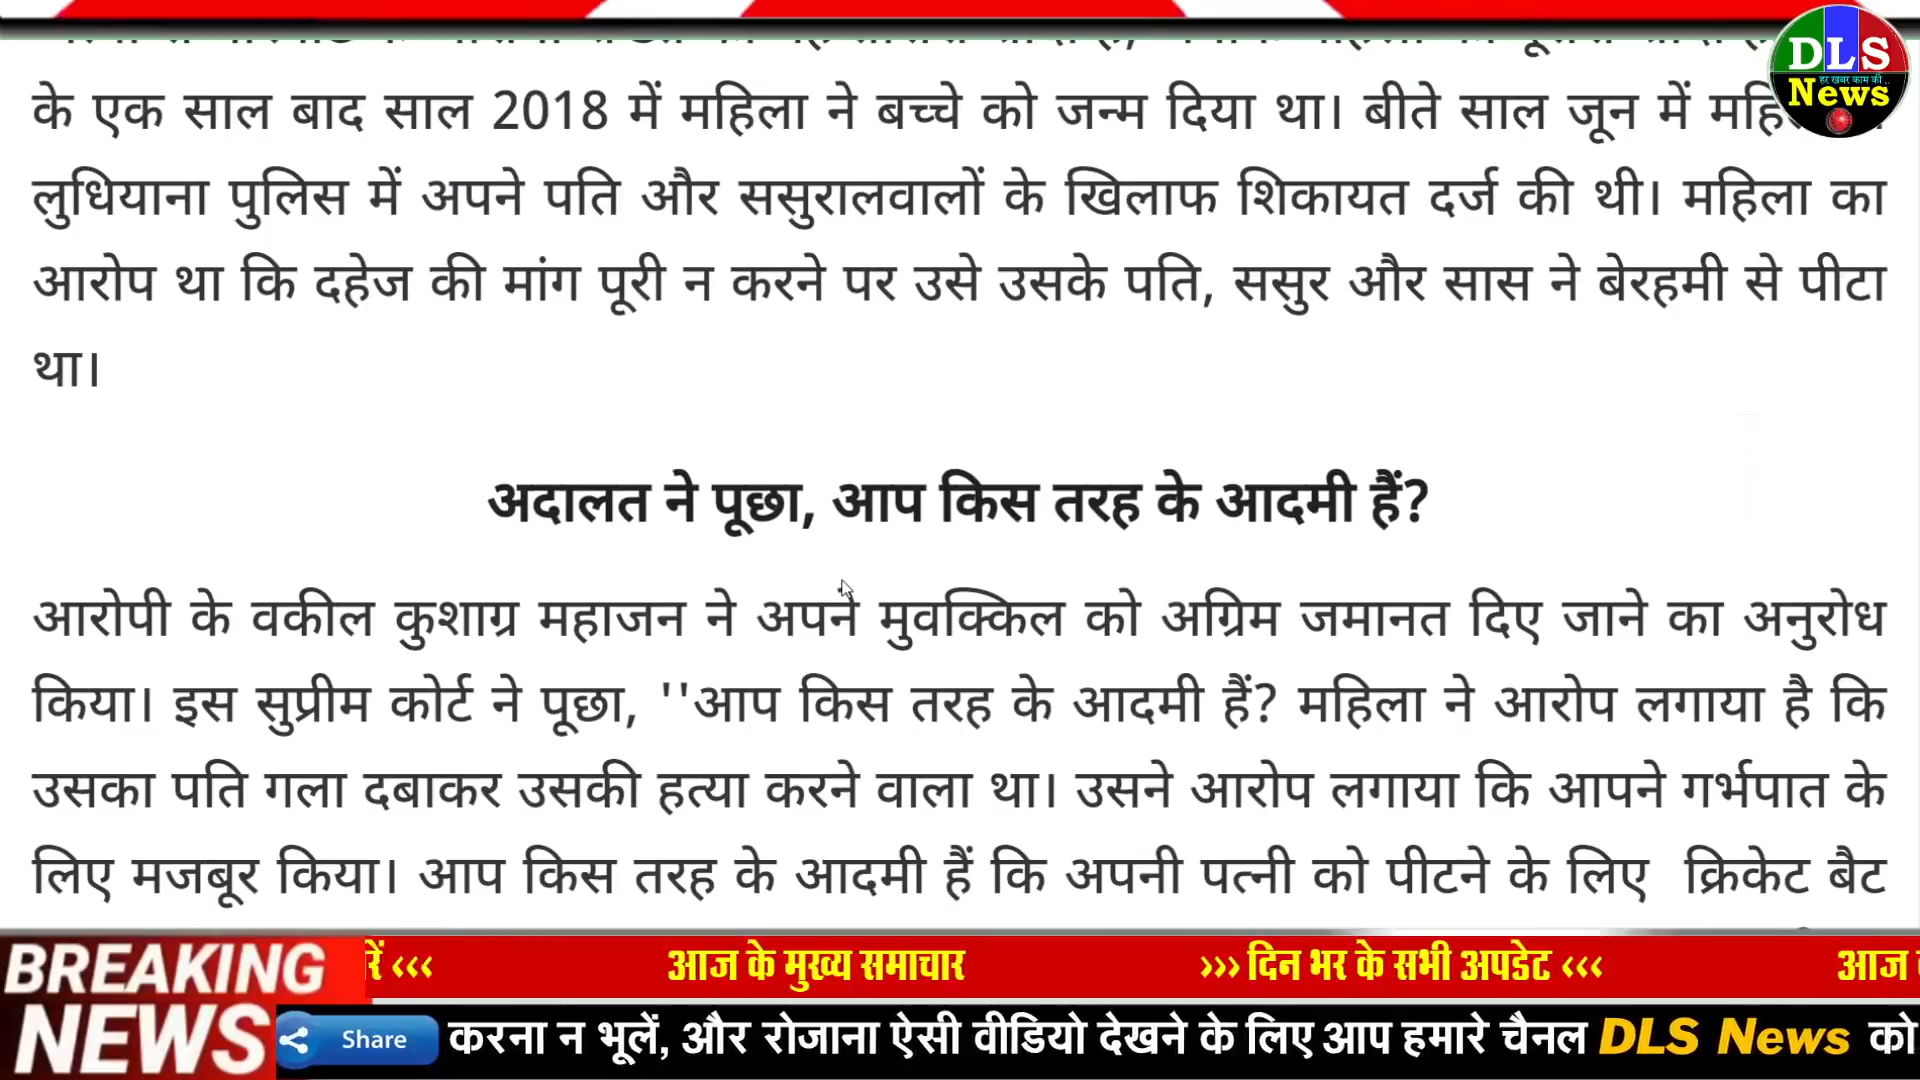 DLS
हर खबर काम की..
News
के एक साल बाद साल 2018 में महिला ने बच्चे को जन्म दिया था। बीते साल जून में
लुधियाना पुलिस में अपने पति और ससुरालवालों के खिलाफ शिकायत दर्ज की थी। महिला का
आरोप था कि दहेज की मांग पूरी न करने पर उसे उसके पति, ससुर और सास ने बेरहमी से पीटा
था।
अदालत ने पूछा, आप किस तरह के आदमी हैं?
आरोपी के वकील कुशाग्र महाजन ने अपने मुवक्किल को अग्रिम जमानत दिए जाने का अनुरोध
किया। इस सुप्रीम कोर्ट ने पूछा, ''आप किस तरह के आदमी हैं? महिला ने आरोप लगाया है कि
उसका पति गला दबाकर उसकी हत्या करने वाला था। उसने आरोप लगाया कि आपने गर्भपात के
लिए मजबूर किया। आप किस तरह के आदमी हैं कि अपनी पत्नी को पीटने के लिए क्रिकेट बैट
BREAKING
NEWS
रें ‹‹‹ आज के मुख्य समाचार ››› दिन भर के सभी अपडेट ‹‹‹ आज
Share करना न भूलें, और रोजाना ऐसी वीडियो देखने के लिए आप हमारे चैनल DLS News को